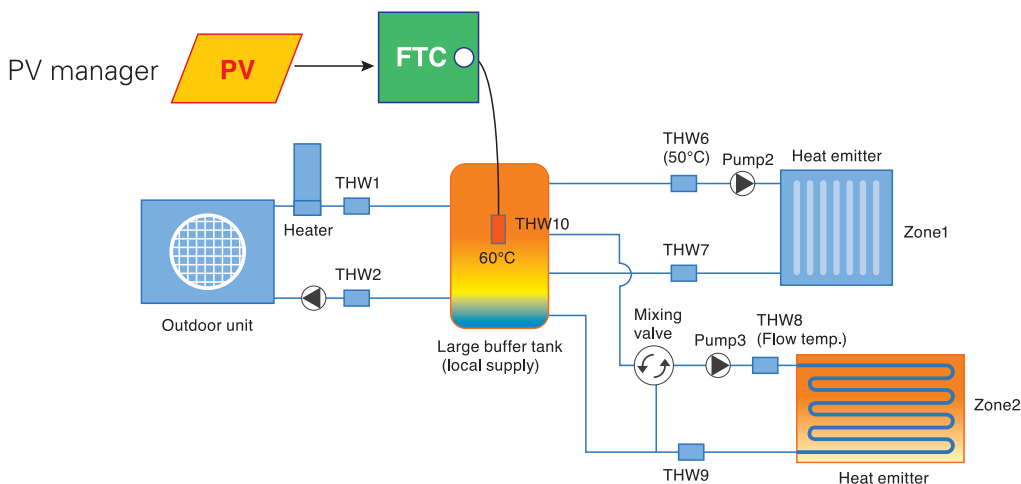 PV manager
PV
FTC
THW6
(50°C)
Pump2
Heat emitter
THW1
Heater
THW10
60°C
THW7
Zone1
THW2
Outdoor unit
Large buffer tank
(local supply)
Mixing
valve
Pump3
THW8
(Flow temp.)
Zone2
THW9
Heat emitter